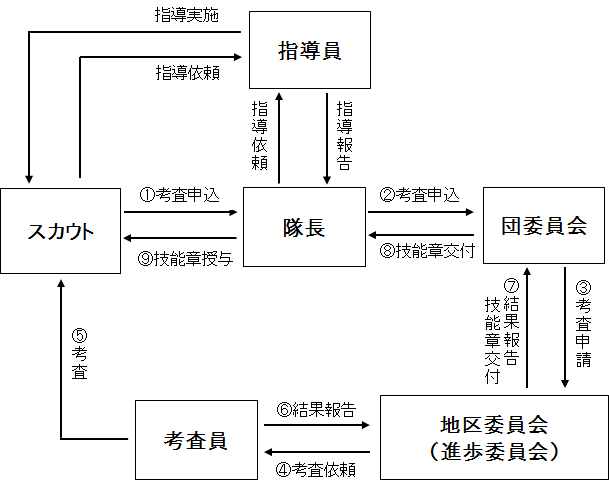 指導実施
指導員
指導依頼
指導依頼
指導報告
①考査申込
②考査申込
スカウト
隊長
団委員会
⑨技能章授与
⑧技能章交付
⑦結果報告
技能章交付
③考査申請
⑤考査
⑥結果報告
考査員
地区委員会
（進歩委員会）
④考査依頼